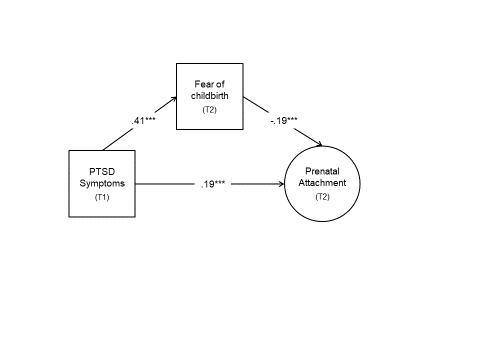 Fear of
childbirth
(T2)
.41***
-.19***
PTSD
Symptoms
(T1)
.19***
Prenatal
Attachment
(T2)